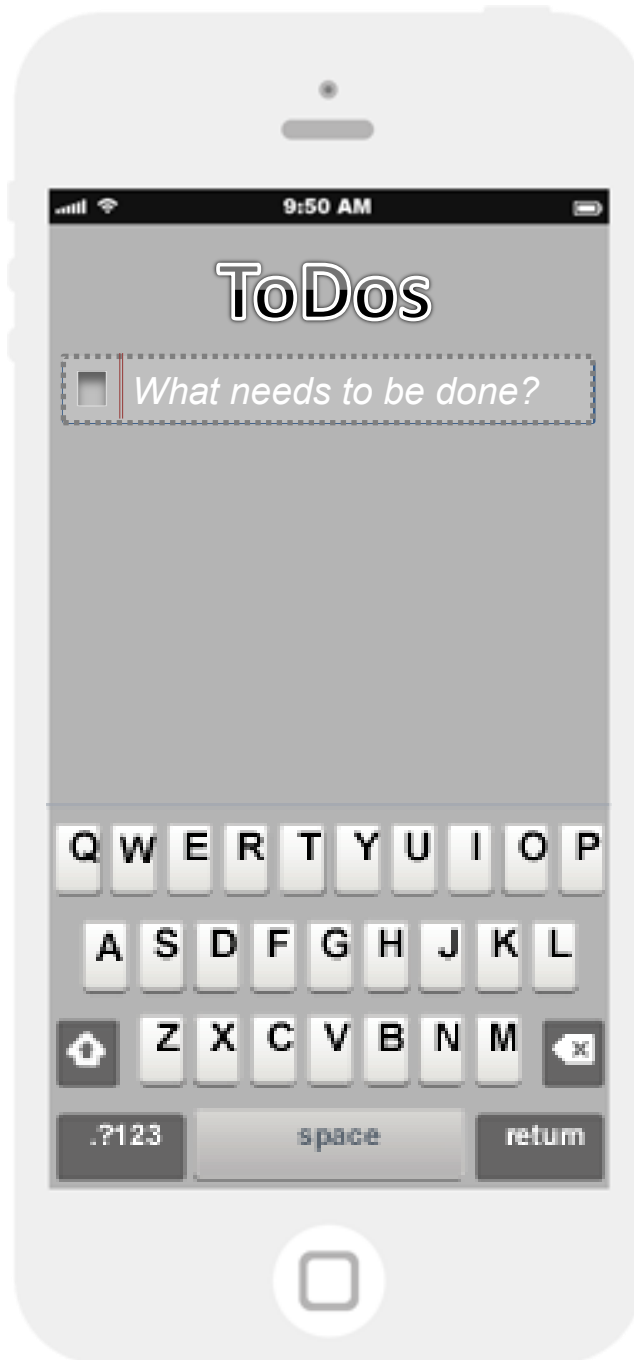 9:50 AM
ToDos
What needs to be done?
Q W E R T Y U I O P
A S D F G H J K L
Z X C V B N M
.?123 space return